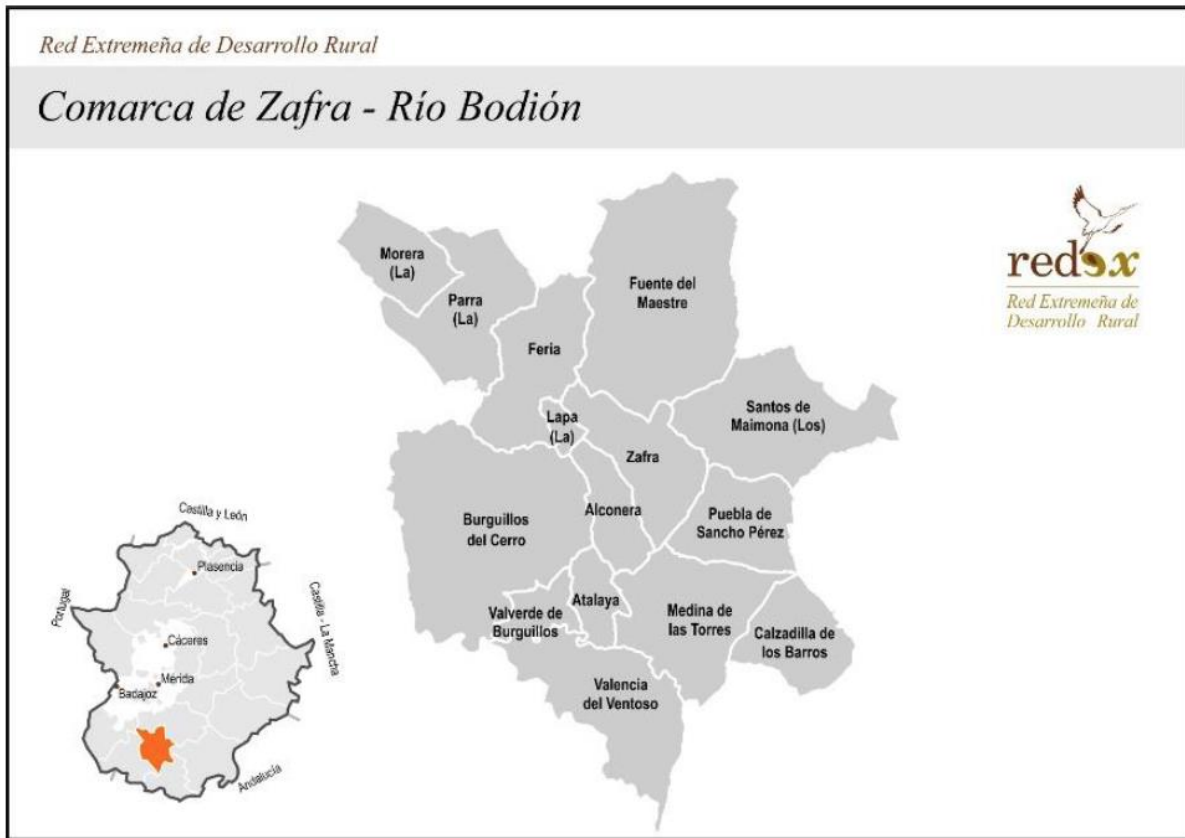 Red Extremeña de Desarrollo Rural
Comarca de Zafra - Río Bodión
Morera
(La)
Parra
(La)
Fuente del
Maestre
Feria
Lapa
(La)
Santos de
Maimona (Los)
Zafra
Alconera
Burguillos
del Cerro
Puebla de
Sancho Pérez
Atalaya
Valverde de
Burguillos
Medina de
las Torres
Calzadilla de
los Barros
Valencia
del Ventoso
redex
Red Extremeña de
Desarrollo Rural
Castilla y León
Plasencia
Portugal
Castilla - La Mancha
Cáceres
Mérida
Badajoz
Andalucía